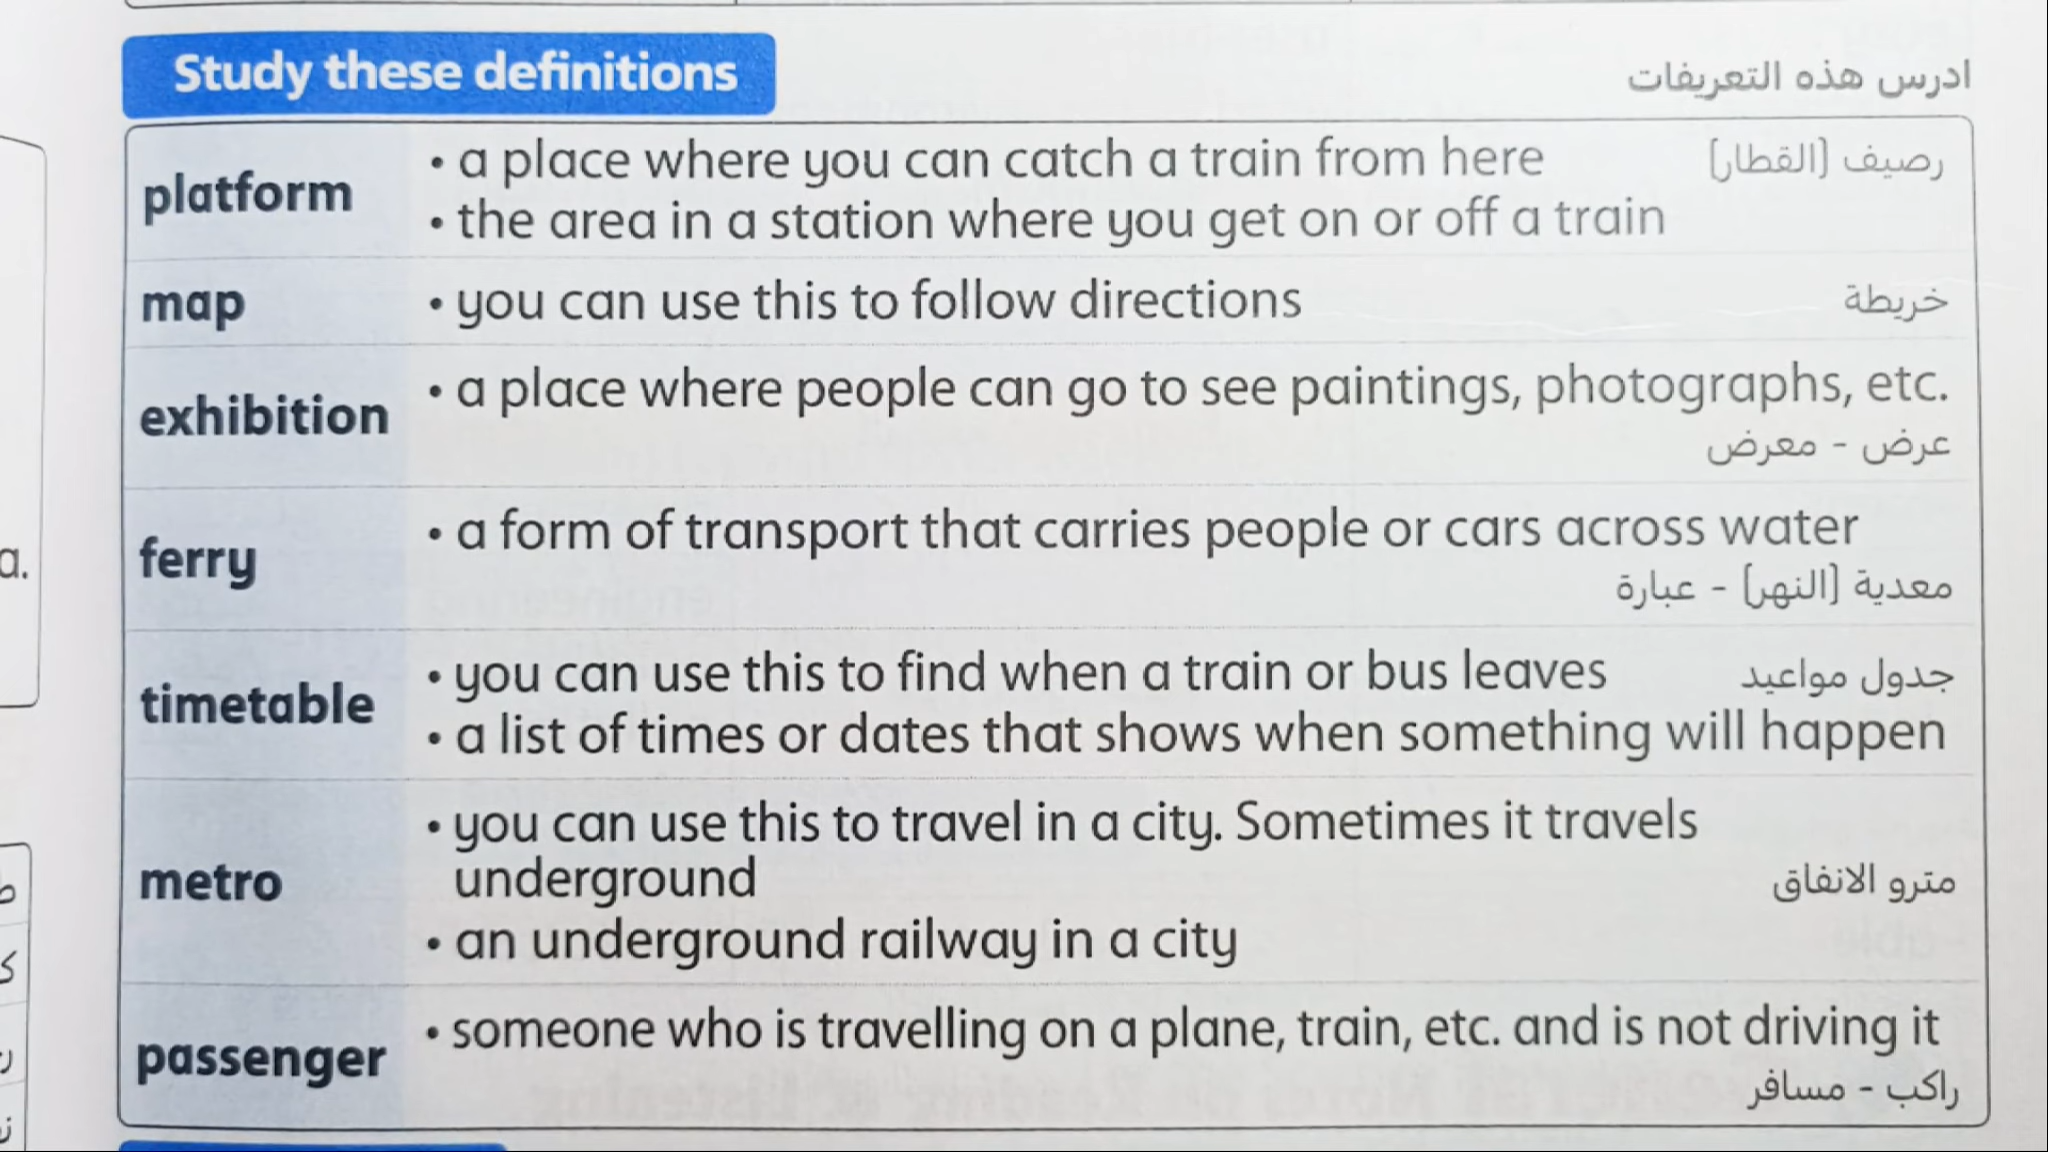 Study these definitions ادرس هذه التعريفات
platform • a place where you can catch a train from here رصيف (القطار)
• the area in a station where you get on or off a train
map • you can use this to follow directions خريطة
exhibition • a place where people can go to see paintings, photographs, etc.
عرض - معرض
ferry • a form of transport that carries people or cars across water
معدية (النهر) - عبارة
timetable • you can use this to find when a train or bus leaves جدول مواعيد
• a list of times or dates that shows when something will happen
metro • you can use this to travel in a city. Sometimes it travels
underground مترو الانفاق
• an underground railway in a city
passenger • someone who is travelling on a plane, train, etc. and is not driving it
راكب - مسافر
a.